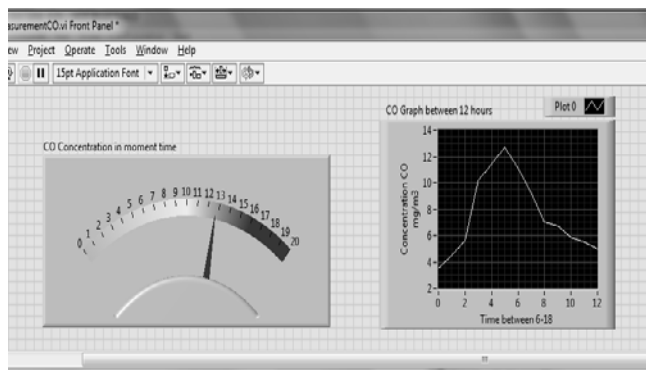 asurementCO.vi Front Panel *
ew Project Operate Tools Window Help
15pt Application Font
CO Concentration in moment time
0 1 2 3 4 5 6 7 8 9 10 11 12 13 14 15 16 17 18 19 20
CO Graph between 12 hours
Plot 0
Concentration CO
mg/m3
14
12
10
8
6
4
2
0 2 4 6 8 10 12
Time between 6-18